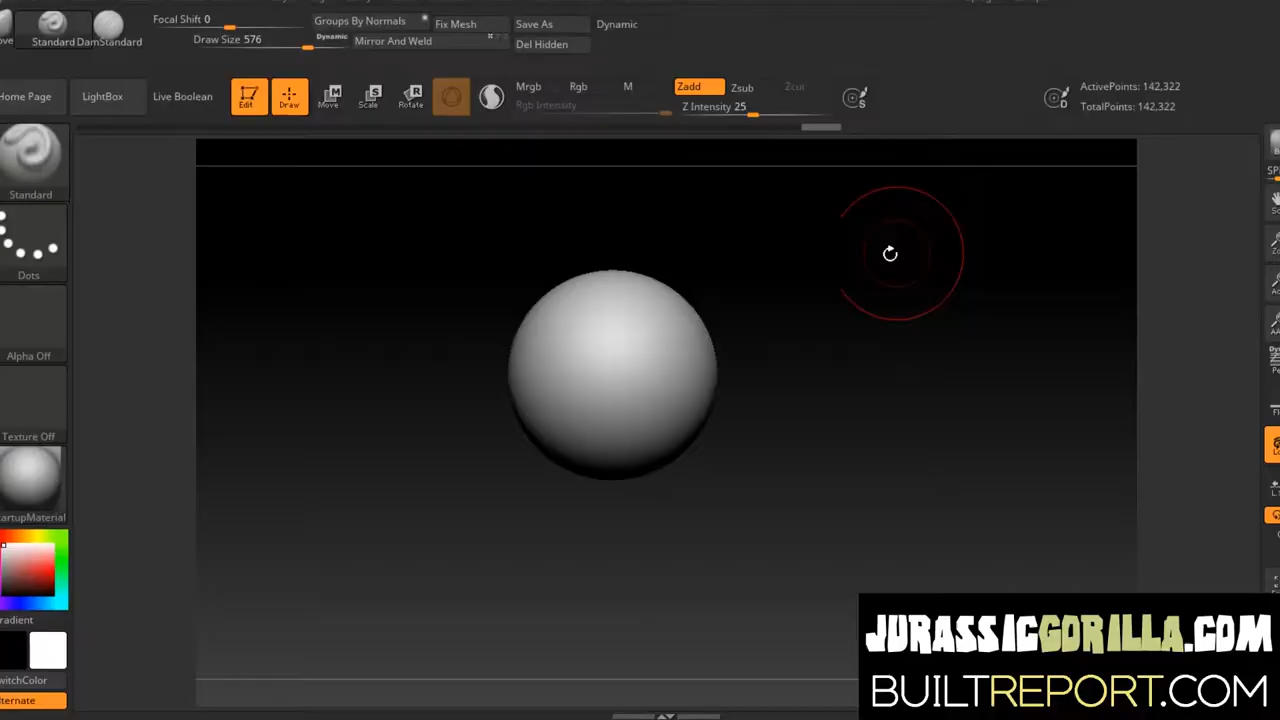 Focal Shift 0
Groups By Normals
Fix Mesh
Save As
Dynamic
Standard
DamStandard
Draw Size 576
Dynamic
Mirror And Weld
Del Hidden
Home Page
LightBox
Live Boolean
Edit
Draw
Move
Scale
Rotate
Mrgb
Rgb
M
Rgb Intensity
Zadd
Zsub
Zcut
Z Intensity 25
S
D
ActivePoints: 142,322
TotalPoints: 142,322
Standard
Dots
Alpha Off
Texture Off
artupMaterial
radient
witchColor
lternate
JURASSICGORILLA.COM
BUILTREPORT.COM